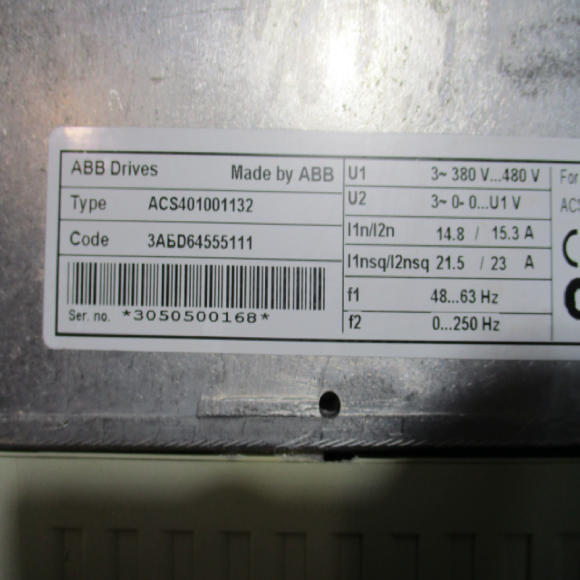 ABB Drives Made by ABB
Type ACS401001132
Code 3ABD64555111
Ser. no. *3050500168*
U1 3~ 380 V...480 V
U2 3~ 0- 0...U1 V
I1n/I2n 14.8 / 15.3 A
I1nsq/I2nsq 21.5 / 23 A
f1 48...63 Hz
f2 0...250 Hz
For
ACS